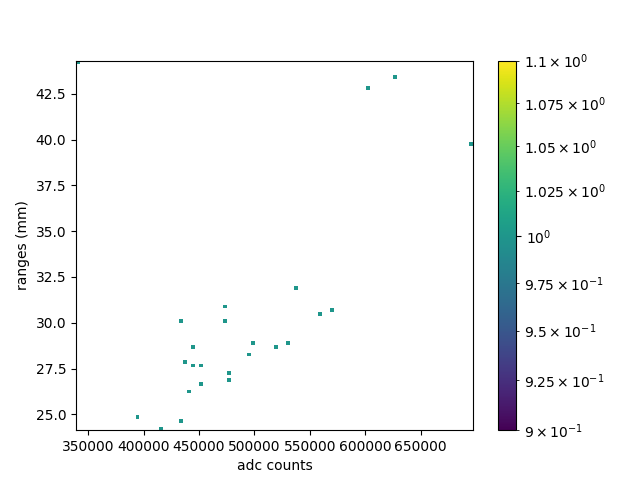 42.5
40.0
37.5
35.0
32.5
30.0
27.5
25.0
ranges (mm)
350000 400000 450000 500000 550000 600000 650000
adc counts
1.1 × 10⁰
1.075 × 10⁰
1.05 × 10⁰
1.025 × 10⁰
10⁰
9.75 × 10⁻¹
9.5 × 10⁻¹
9.25 × 10⁻¹
9 × 10⁻¹